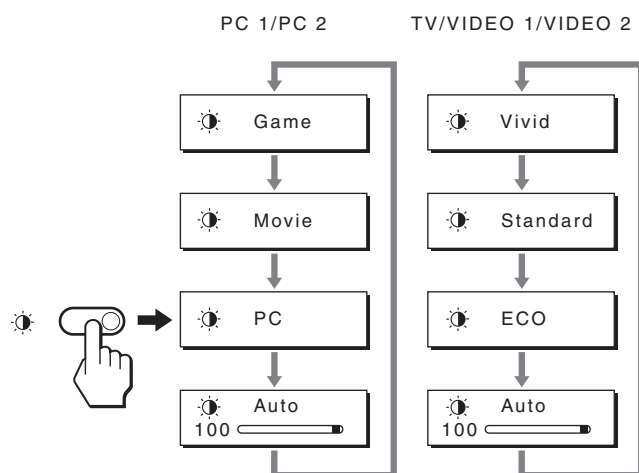 PC 1/PC 2
TV/VIDEO 1/VIDEO 2
Game
Movie
PC
Auto
100
Vivid
Standard
ECO
Auto
100